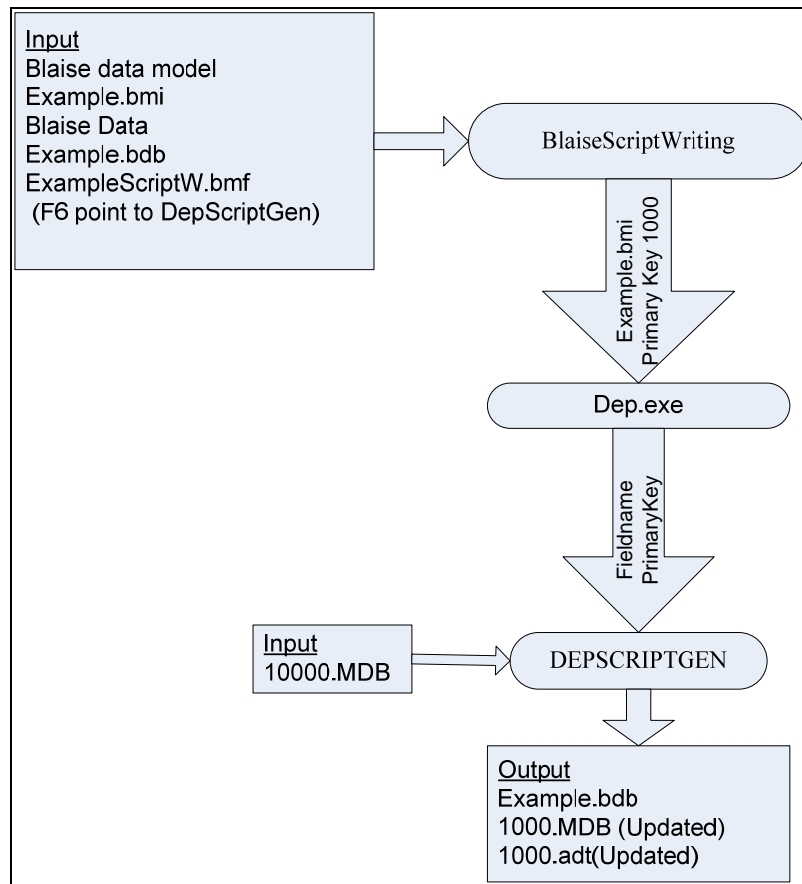 Input
Blaise data model
Example.bmi
Blaise Data
Example.bdb
ExampleScriptW.bmf
(F6 point to DepScriptGen)
BlaiseScriptWriting
Example.bmi
Primary Key 1000
Dep.exe
Fieldname
PrimaryKey
Input
10000.MDB
DEPSCRIPTGEN
Output
Example.bdb
1000.MDB (Updated)
1000.adt(Updated)